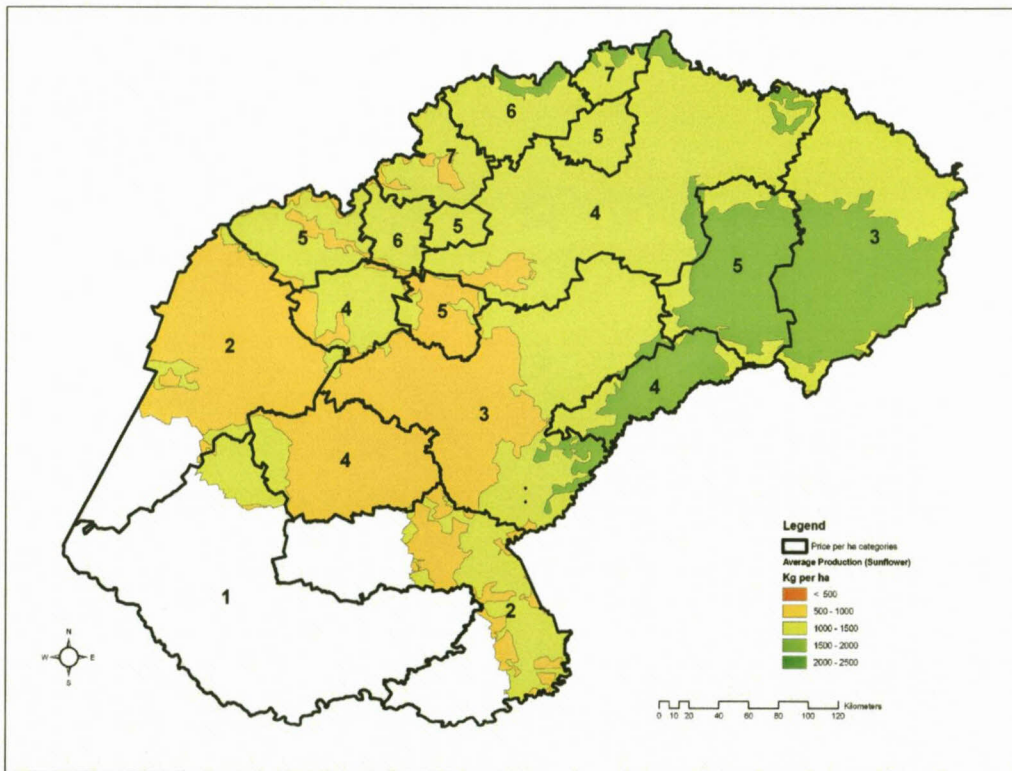 7
6
5
7
4
3
5
6
5
5
4
5
2
4
3
4
1
2
Legend
Price per ha categories
Average Production (Sunflower)
Kg per ha
< 500
500 - 1000
1000 - 1500
1500 - 2000
2000 - 2500
N
W E
S
Kilometers
0 10 20 40 60 80 100 120